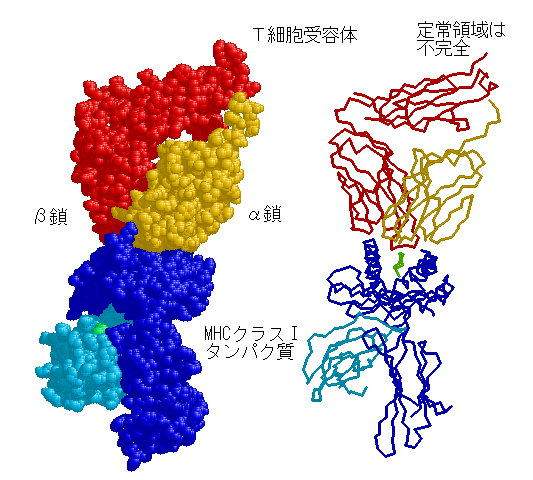 T細胞受容体
定常領域は
不完全
β鎖
α鎖
MHCクラスI
タンパク質